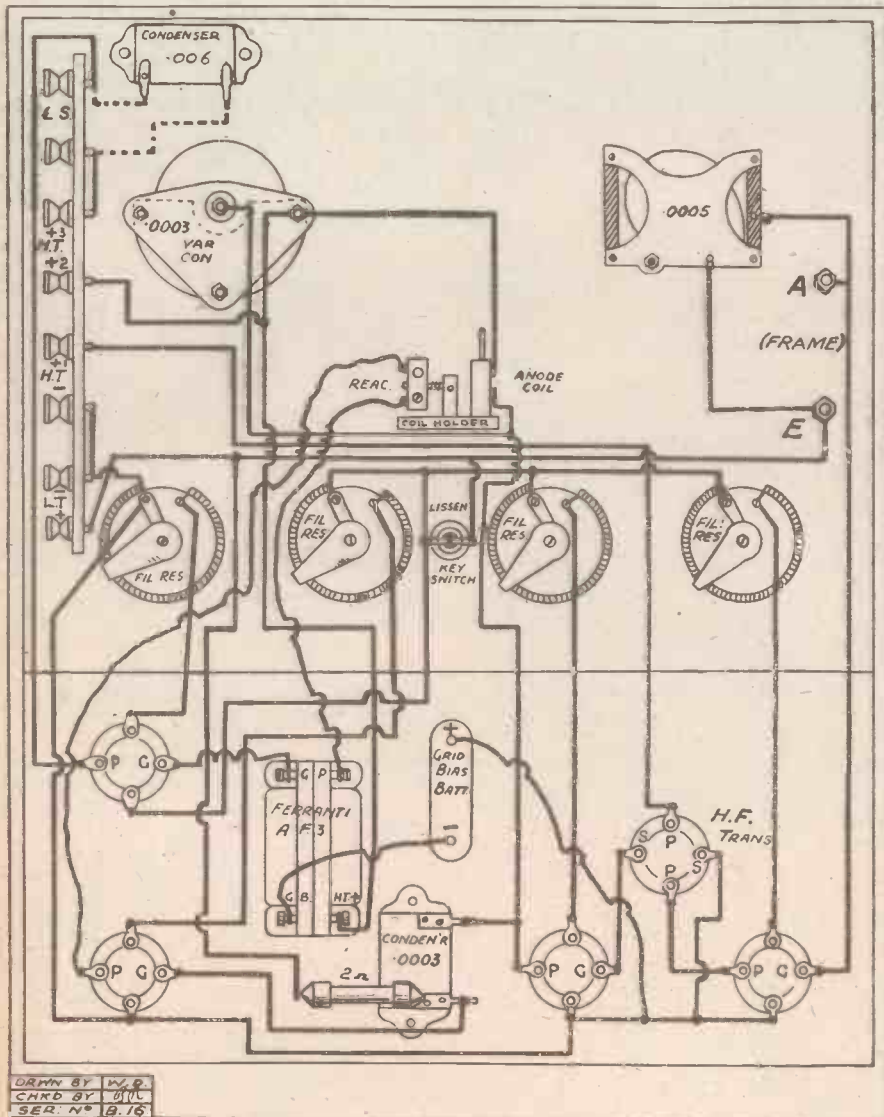 CONDENSER
.006
L.S.
+3
H.T.
+2
+1
H.T
−
−
L.T
+
.0003
VAR
CON
.0005
A
(FRAME)
E
REAC.
ANODE
COIL
COIL HOLDER
FIL RES
FIL
RES
LISSEN
KEY
SWITCH
FIL
RES
FIL:
RES
P G
G P
FERRANTI
A F.3
G B. HT+
+
GRID
BIAS
BATT
−
H.F.
TRANS
S P S
P
P G
2Ω
CONDEN'R
.0003
P G
P G
DRWN BY W.D.
CHKD BY
SER: Nº B.16